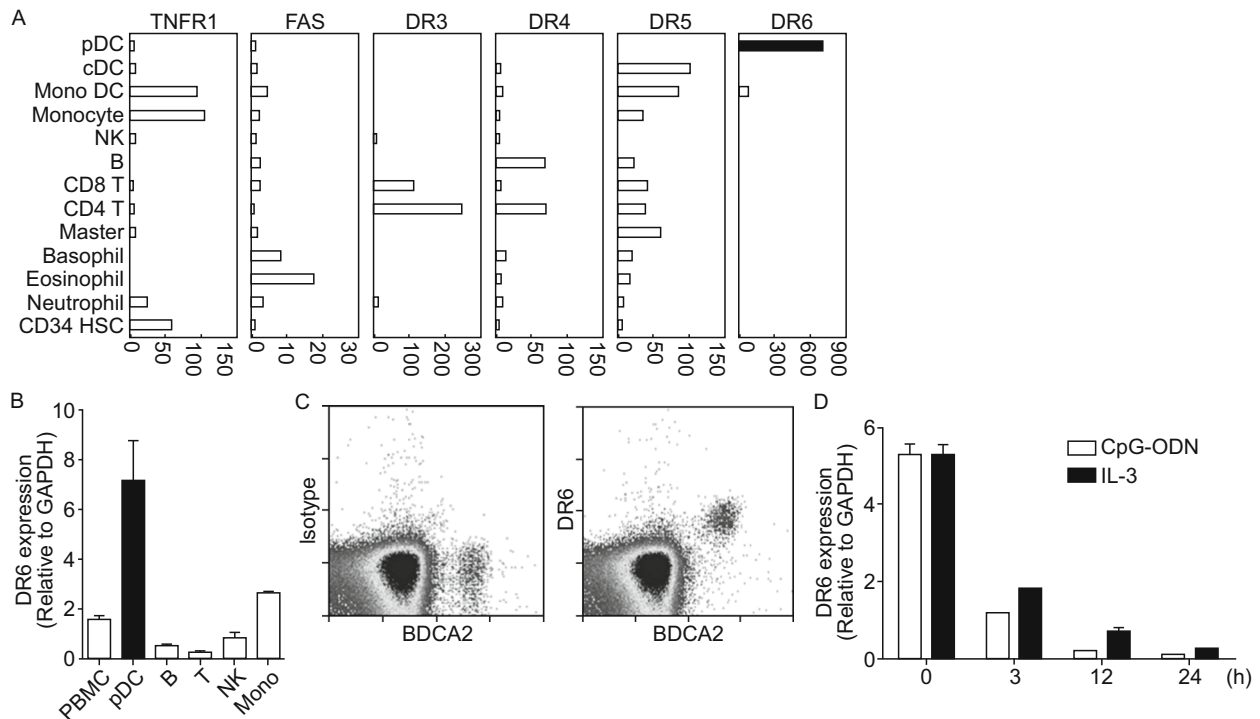 A
TNFR1 FAS DR3 DR4 DR5 DR6
pDC
cDC
Mono DC
Monocyte
NK
B
CD8 T
CD4 T
Master
Basophil
Eosinophil
Neutrophil
CD34 HSC
0 50 100 150 0 10 20 30 0 100 200 300 0 50 100 150 0 50 100 150 0 300 600 900
B
DR6 expression
(Relative to GAPDH)
10
8
6
4
2
0
PBMC pDC B T NK Mono
C
Isotype
BDCA2
DR6
BDCA2
D
DR6 expression
(Relative to GAPDH)
6
4
2
0
CpG-ODN
IL-3
0 3 12 24 (h)